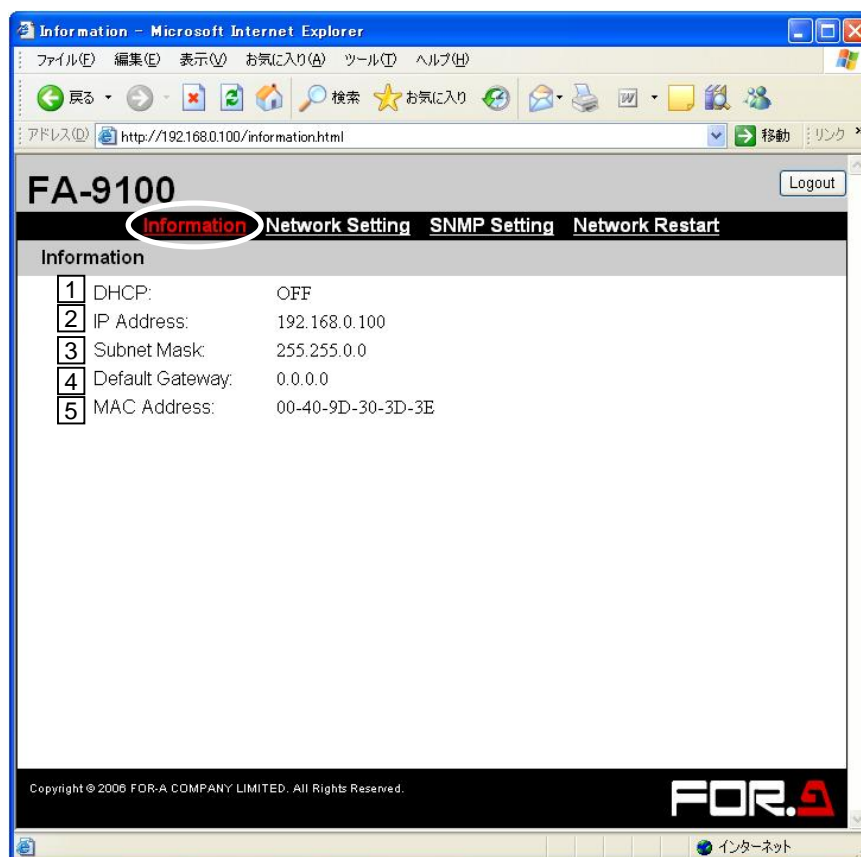 Information - Microsoft Internet Explorer
ファイル(F) 編集(E) 表示(V) お気に入り(A) ツール(T) ヘルプ(H)
戻る 検索 お気に入り
アドレス(D) http://192.168.0.100/information.html 移動 リンク
FA-9100 Logout
Information Network Setting SNMP Setting Network Restart
Information
1 DHCP: OFF
2 IP Address: 192.168.0.100
3 Subnet Mask: 255.255.0.0
4 Default Gateway: 0.0.0.0
5 MAC Address: 00-40-9D-30-3D-3E
Copyright © 2006 FOR-A COMPANY LIMITED. All Rights Reserved. FOR.A
インターネット